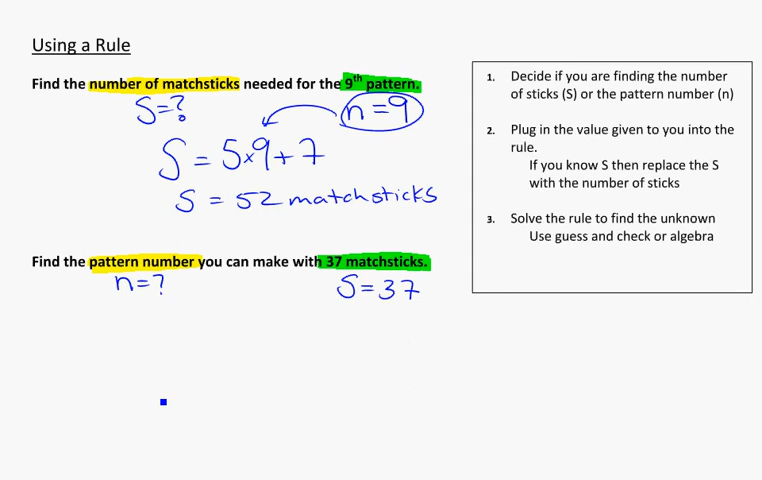 Using a Rule
Find the number of matchsticks needed for the 9th pattern.
S=?
n=9
S = 5×9+7
S = 52 matchsticks
Find the pattern number you can make with 37 matchsticks.
n=?
S=37
1. Decide if you are finding the number
of sticks (S) or the pattern number (n)
2. Plug in the value given to you into the
rule.
If you know S then replace the S
with the number of sticks
3. Solve the rule to find the unknown
Use guess and check or algebra